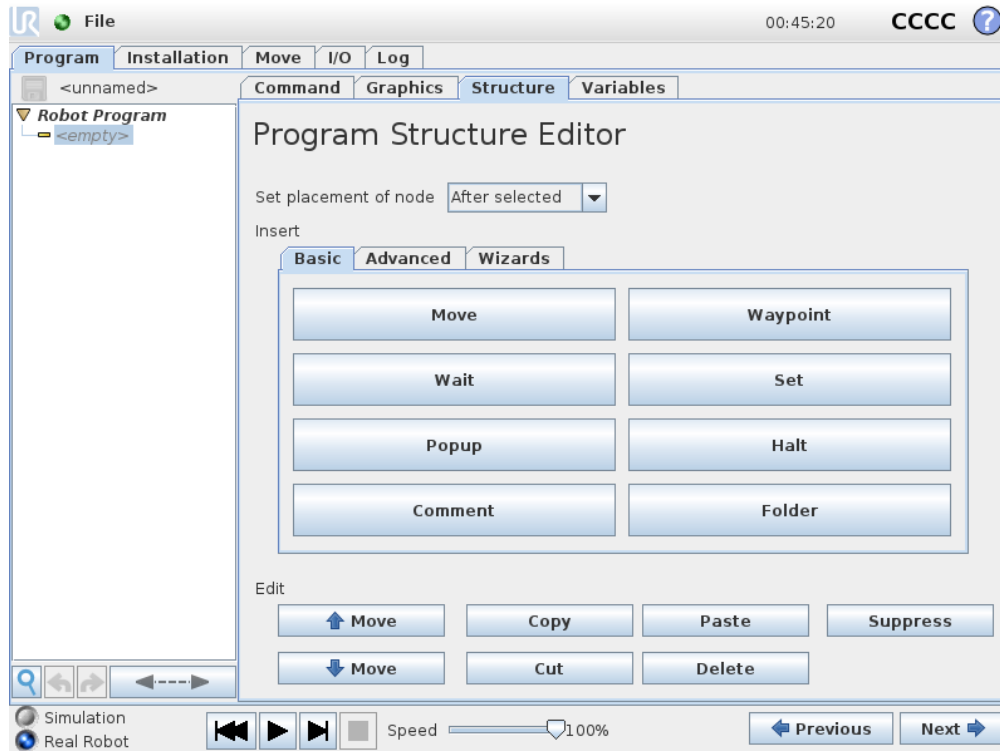 UR File 00:45:20 CCCC ?
Program Installation Move I/O Log
<unnamed>
Command Graphics Structure Variables
Robot Program
<empty>
Program Structure Editor
Set placement of node After selected
Insert
Basic Advanced Wizards
Move Waypoint
Wait Set
Popup Halt
Comment Folder
Edit
Move Copy Paste Suppress
Move Cut Delete
Simulation
Real Robot
Speed 100%
Previous Next